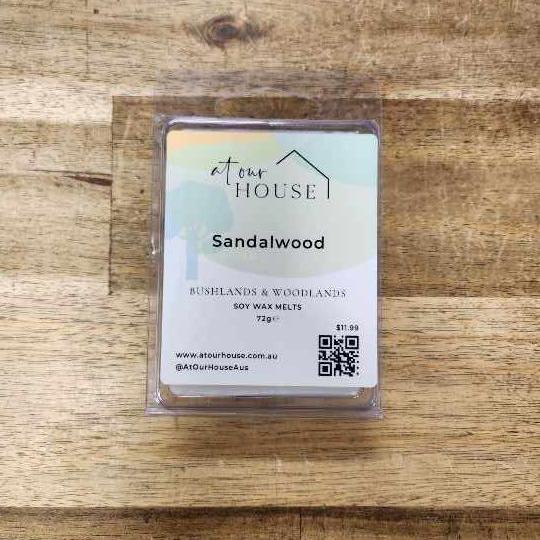 at our
HOUSE
Sandalwood
BUSHLANDS & WOODLANDS
SOY WAX MELTS
72g℮
$11.99
www.atourhouse.com.au
@AtOurHouseAus